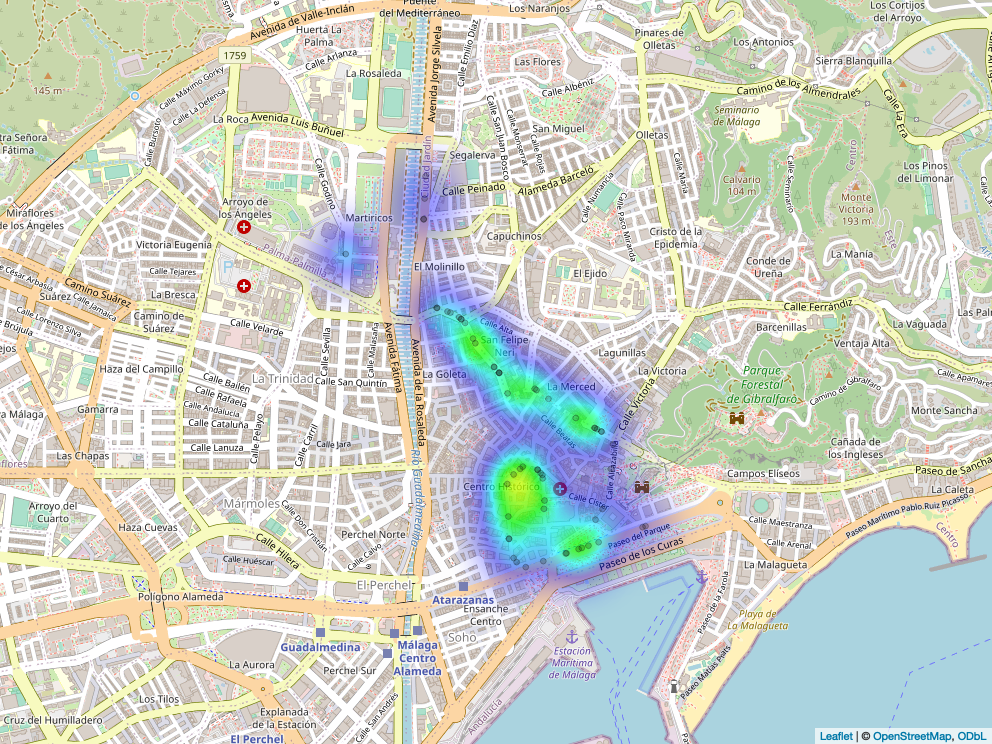 Puente
del Mediterráneo
Los Naranjos
Los Cortijos
del Arroyo
Avenida de Valle-Inclán
Huerta La
Palma
Calle Arlanza
Avenida Jorge Silvela
Calle Emilio Díaz
Pinares de
Olletas
Los Antonios
Sierra Blanquilla
1759
145 m
Calle Máximo Gorky
Calle La Defensa
La Rosaleda
Las Flores
Calle Albéniz
Camino de los Almendrales
Calle La Era
Calle San Juan Bosco
Calle Monserrat
Calle Rojas
Seminario
de Málaga
La Roca
Avenida Luis Buñuel
San Miguel
Olletas
tra Señora
Fátima
Calle Bursoto
Ciudad Jardín
Segalerva
Calle Godino
Calle Peinado
Alameda Barceló
Calle María
Calle Numancia
Calle Paco Miranda
Calvario
104 m
Calle Seminario
Centro
Los Pinos
del Limonar
Monte
Victoria
193 m
Miraflores
de los Ángeles
Arroyo de
los Ángeles
Martiricos
Capuchinos
Cristo de la
Epidemia
Victoria Eugenia
Palma-Palmilla
P
La Manía
Este
Conde de
Ureña
Calle César Arbasia
Calle Tejares
El Molinillo
El Ejido
Camino Suárez
Suárez
Calle Jamaica
La Bresca
Calle Ferrándiz
Calle Lorenzo Silva
Brújula
Camino de
Suárez
Calle Velarde
Calle Sevilla
Calle Malasaña
Avenida Fátima
Avenida de la Rosaleda
Calle Alta
San Felipe
Neri
Barcenillas
La Vaguada
Las Palm
Ventaja Alta
Lagunillas
Haza del Campillo
La Trinidad
Calle San Quintín
La Goleta
La Merced
La Victoria
Calle Victoria
Parque
Forestal
de Gibralfaro
Camino de Gibralfaro
Calle Apamares
Calle Bailén
Calle Rafaela
Calle Andalucía
Calle Cataluña
Gamarra
va Málaga
Monte Sancha
Calle Pelayo
Calle Carril
Calle Jara
Calle Lanuza
Calle Beatas
Calle Alcazabilla
Cañada de
los Ingleses
Las Chapas
flores
Río Guadalmedina
Centro Histórico
Calle Císter
Campos Elíseos
Paseo de Sancha
La Caleta
Mármoles
Arroyo del
Cuarto
Calle Don Cristián
Haza Cuevas
Perchel Norte
Calle Maestranza
Paseo Marítimo Pablo Ruiz Picasso
Centro
Calle Hilera
Calle Calvo
Paseo del Parque
Paseo de los Curas
Calle Arenal
La Malagueta
Calle Huéscar
El Perchel
Polígono Alameda
Atarazanas
Ensanche
Centro
Soho
Paseo de la Farola
Playa de
La Malagueta
Guadalmedina
Málaga
Centro
Alameda
Estación
Marítima
de Málaga
La Aurora
Perchel Sur
Paseo Matías Prats
Los Tilos
Calle San Andrés
Andalucía
Cruz del Humilladero
Explanada
de la Estación
El Perchel
Leaflet | © OpenStreetMap, ODbL